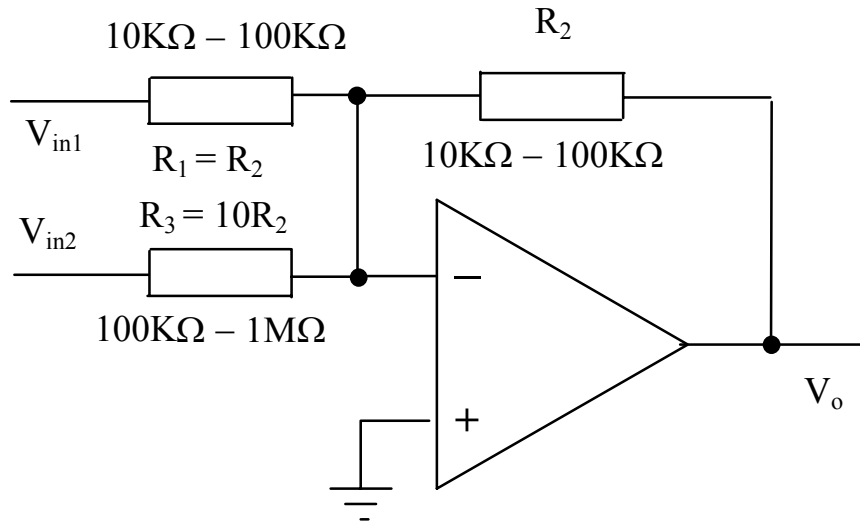 10KΩ – 100KΩ
R₂
Vin1
R₁ = R₂
10KΩ – 100KΩ
R₃ = 10R₂
Vin2
100KΩ – 1MΩ
−
+
Vo